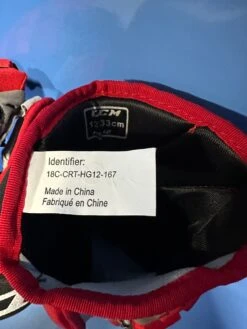 CCM
13"33cm
Identifier:
18C-CRT-HG12-167
Made in China
Fabriqué en Chine